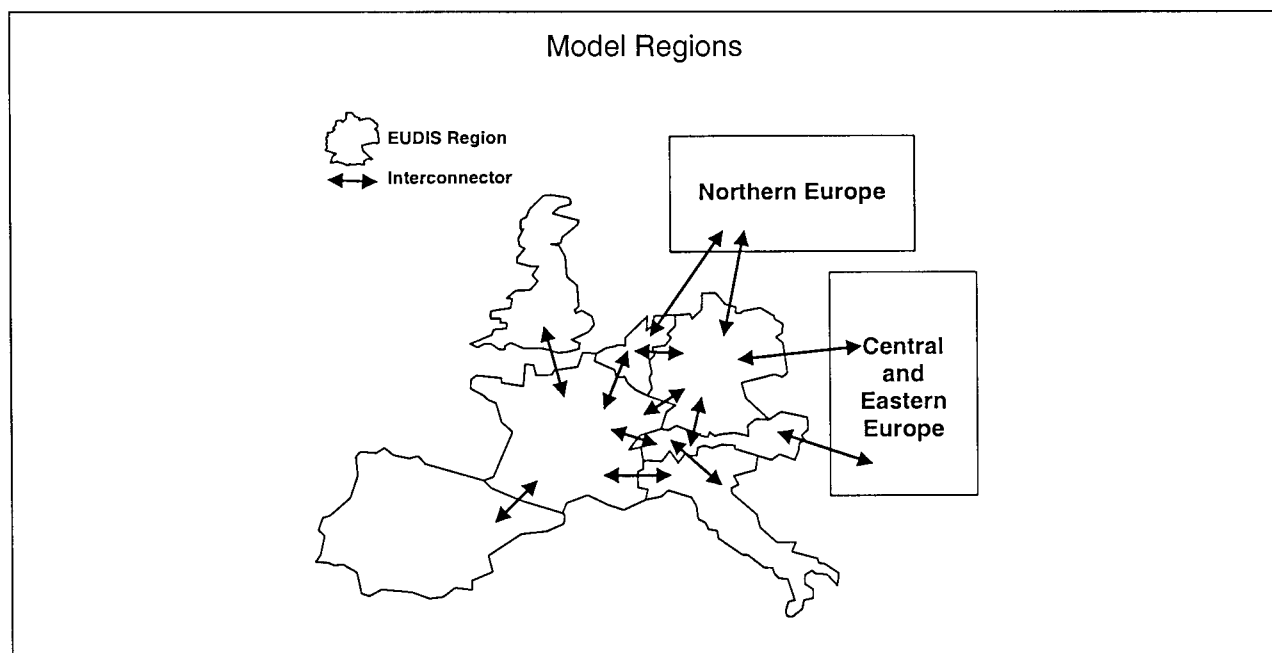 Model Regions
EUDIS Region
Interconnector
Northern Europe
Central
and
Eastern
Europe